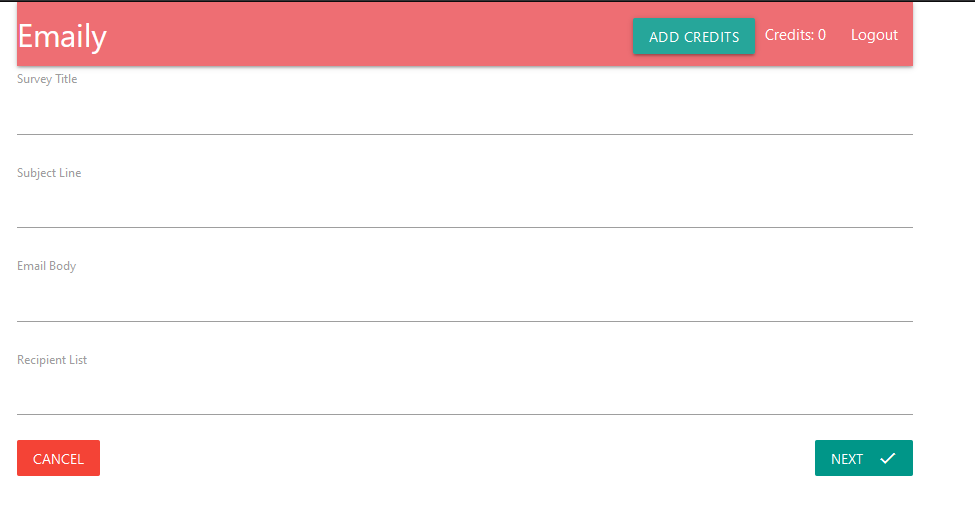 Emaily
ADD CREDITS Credits: 0 Logout
Survey Title
Subject Line
Email Body
Recipient List
CANCEL NEXT